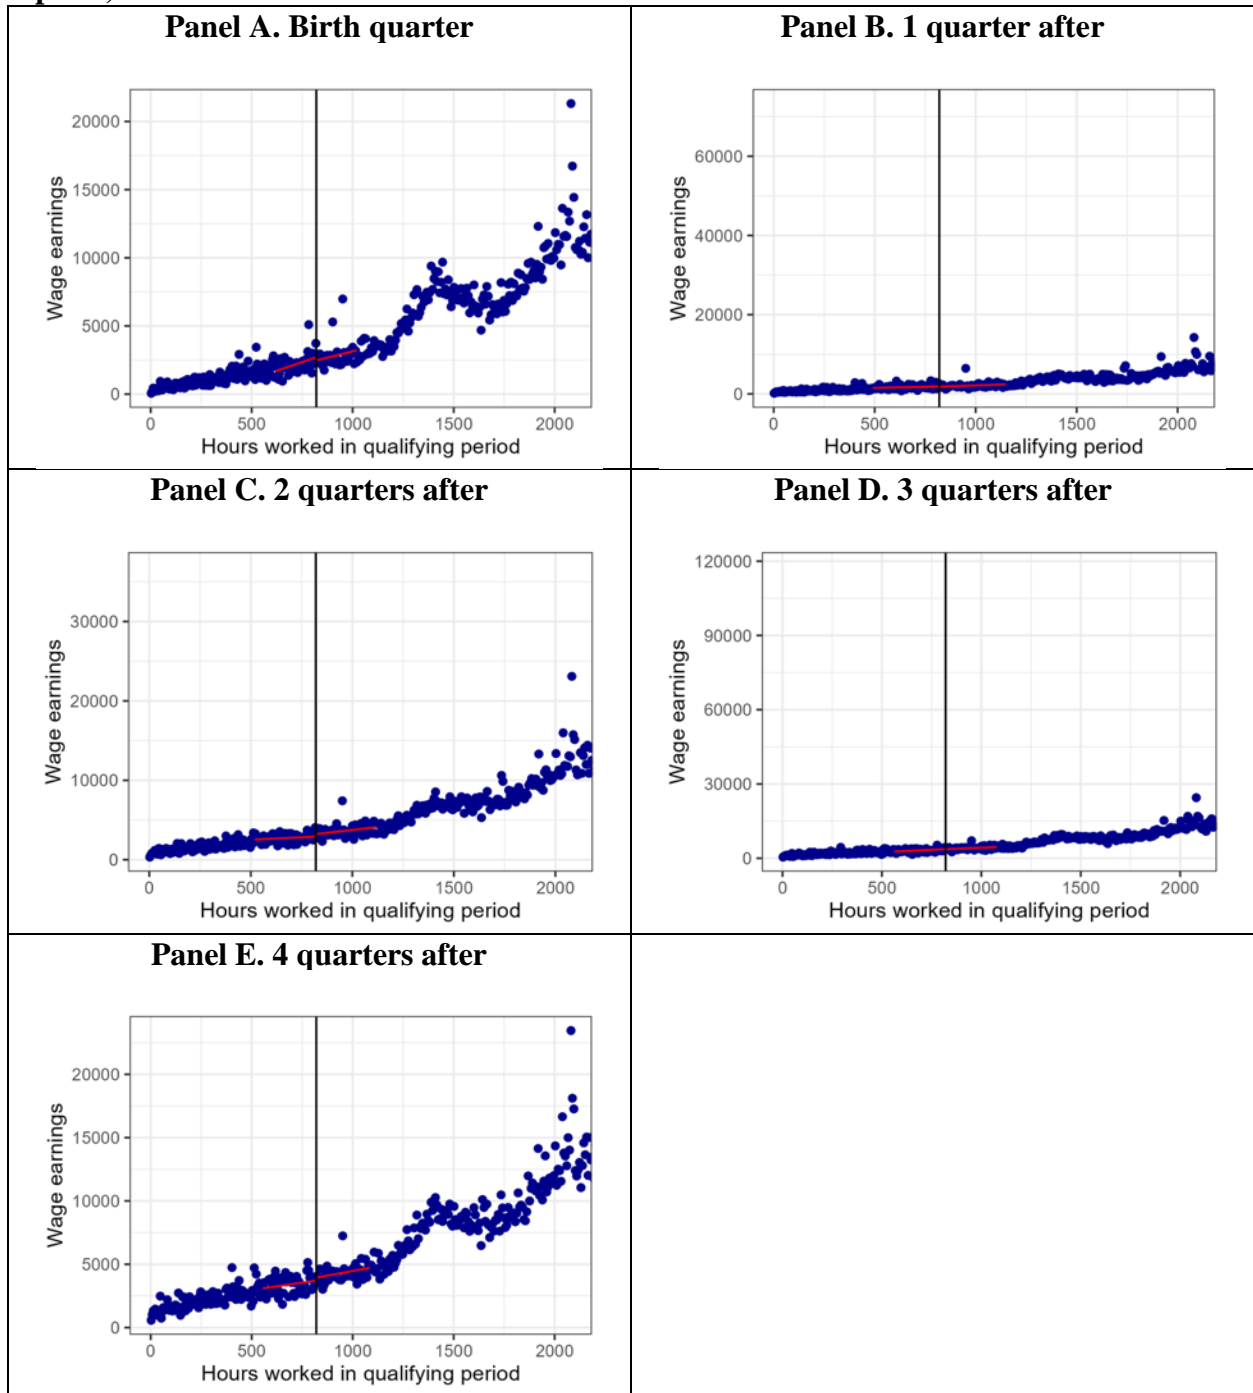 Panel A. Birth quarter
20000
15000
10000
5000
0
Wage earnings
0 500 1000 1500 2000
Hours worked in qualifying period
Panel B. 1 quarter after
60000
40000
20000
0
Wage earnings
0 500 1000 1500 2000
Hours worked in qualifying period
Panel C. 2 quarters after
30000
20000
10000
0
Wage earnings
0 500 1000 1500 2000
Hours worked in qualifying period
Panel D. 3 quarters after
120000
90000
60000
30000
0
Wage earnings
0 500 1000 1500 2000
Hours worked in qualifying period
Panel E. 4 quarters after
20000
15000
10000
5000
0
Wage earnings
0 500 1000 1500 2000
Hours worked in qualifying period